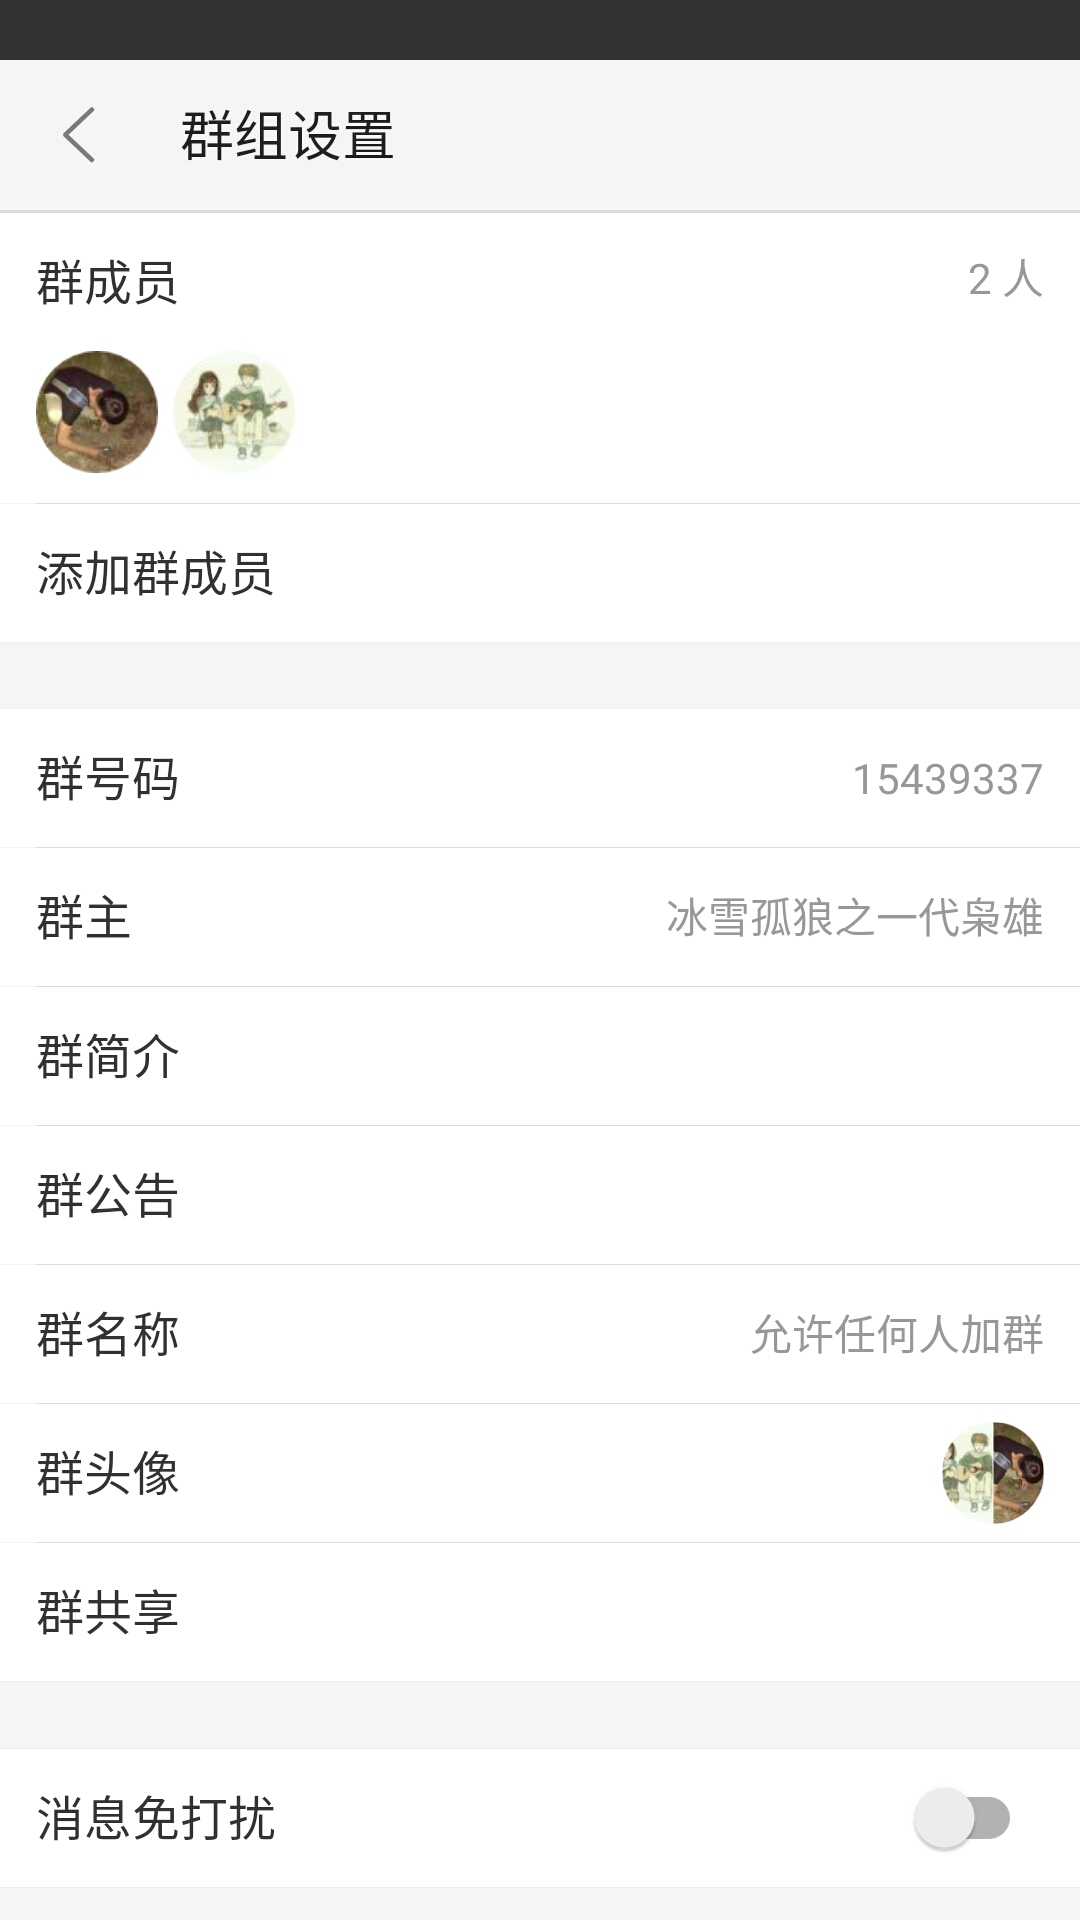 群组设置
群成员 2 人
添加群成员
群号码 15439337
群主 冰雪孤狼之一代枭雄
群简介
群公告
群名称 允许任何人加群
群头像
群共享
消息免打扰